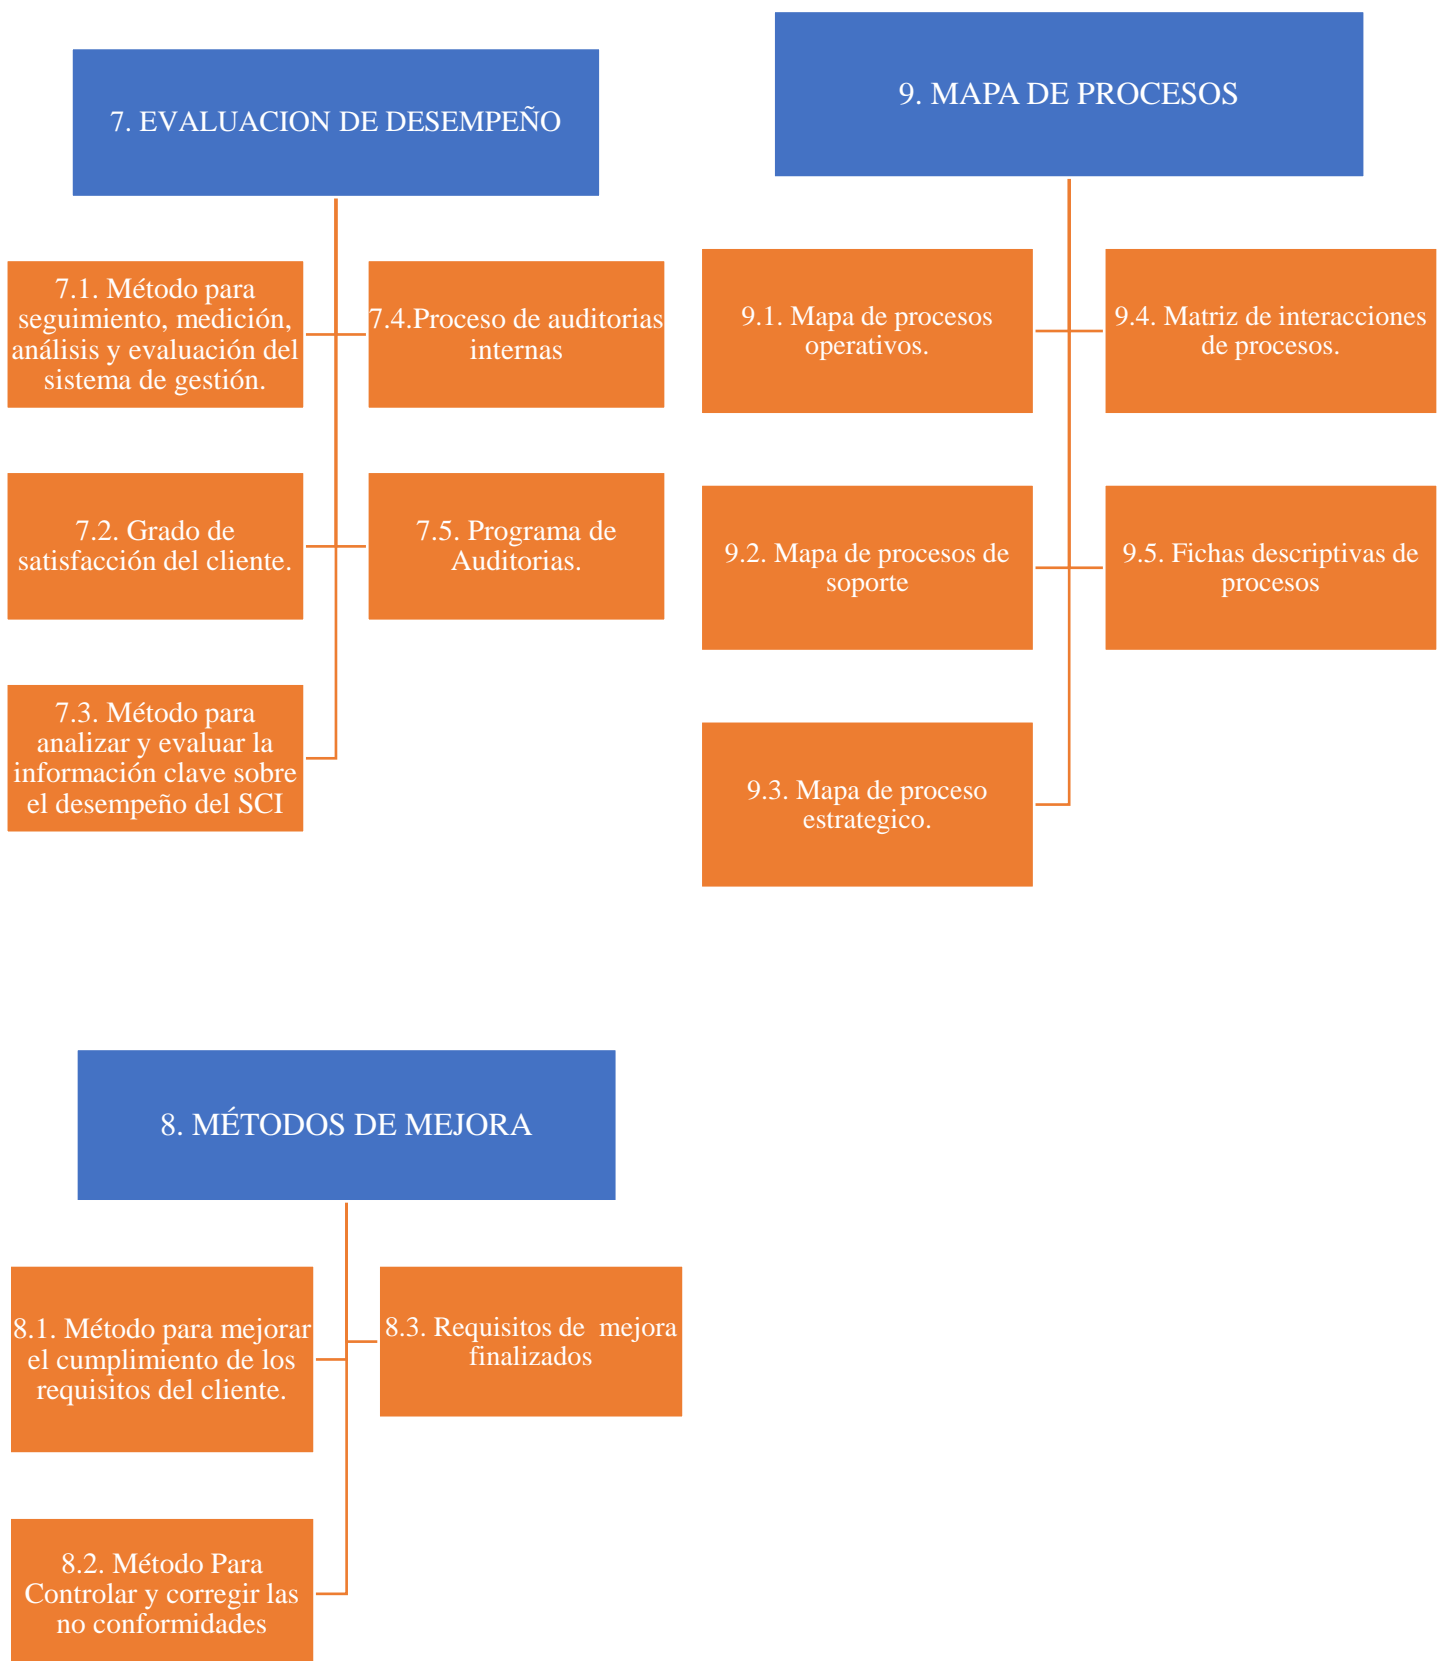 7. EVALUACION DE DESEMPEÑO
7.1. Método para
seguimiento, medición,
análisis y evaluación del
sistema de gestión.
7.4.Proceso de auditorias
internas
7.2. Grado de
satisfacción del cliente.
7.5. Programa de
Auditorias.
7.3. Método para
analizar y evaluar la
información clave sobre
el desempeño del SCI
9. MAPA DE PROCESOS
9.1. Mapa de procesos
operativos.
9.4. Matriz de interacciones
de procesos.
9.2. Mapa de procesos de
soporte
9.5. Fichas descriptivas de
procesos
9.3. Mapa de proceso
estrategico.
8. MÉTODOS DE MEJORA
8.1. Método para mejorar
el cumplimiento de los
requisitos del cliente.
8.3. Requisitos de  mejora
finalizados
8.2. Método Para
Controlar y corregir las
no conformidades